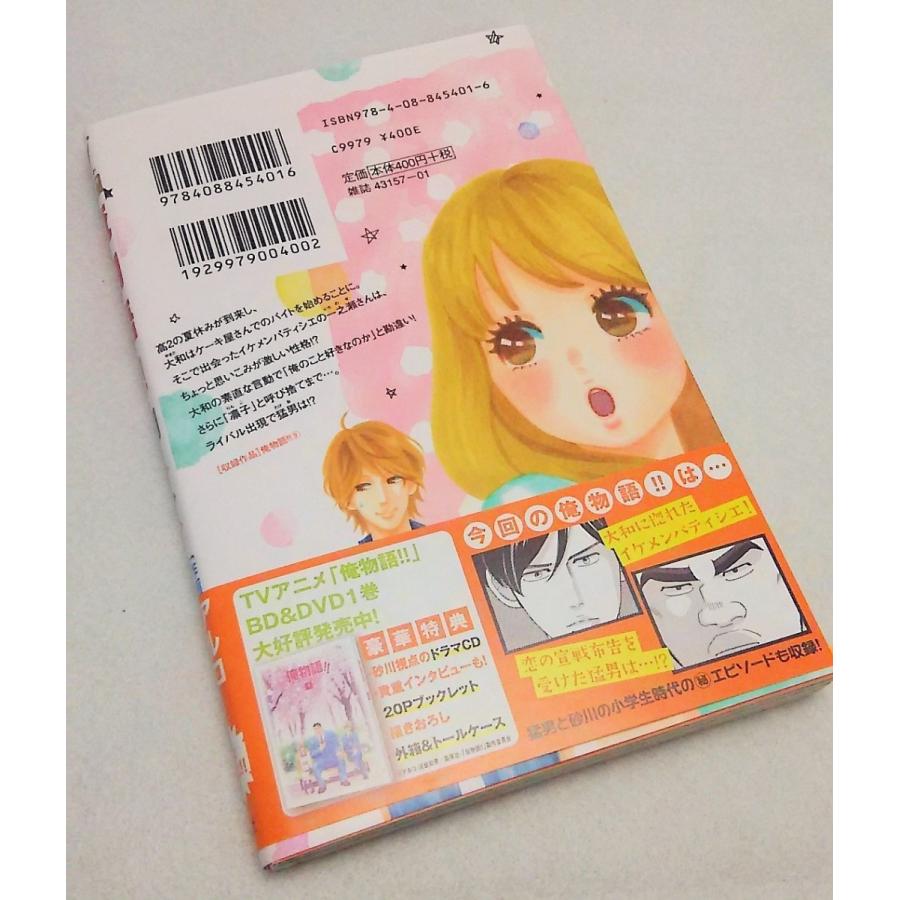 ISBN978-4-08-845401-6
C9979 ¥400E
定価 本体400円+税
雑誌 43157-01
9784088454016
1929979004002
高2の夏休みが到来し、
大和はケーキ屋さんでのバイトを始めることに。
そこで出会ったイケメンパティシエの一之瀬さんは、
ちょっと思いこみが激しい性格!?
大和の素直な言動で「俺のこと好きなのか」と勘違い!
さらに「凛子」と呼び捨てまで…。
ライバル出現で猛男は!?
【収録作品】俺物語!! 9
今回の俺物語!!は…
大和に惚れた
イケメンパティシエ!
恋の宣戦布告を
受けた猛男は…!?
猛男と砂川の小学生時代の㊙エピソードも収録!
TVアニメ「俺物語!!」
BD&DVD1巻
大好評発売中!
豪華特典
砂川視点のドラマCD
貴重インタビューも!
20Pブックレット
描きおろし
外箱&トールケース
俺物語!!
アルコ